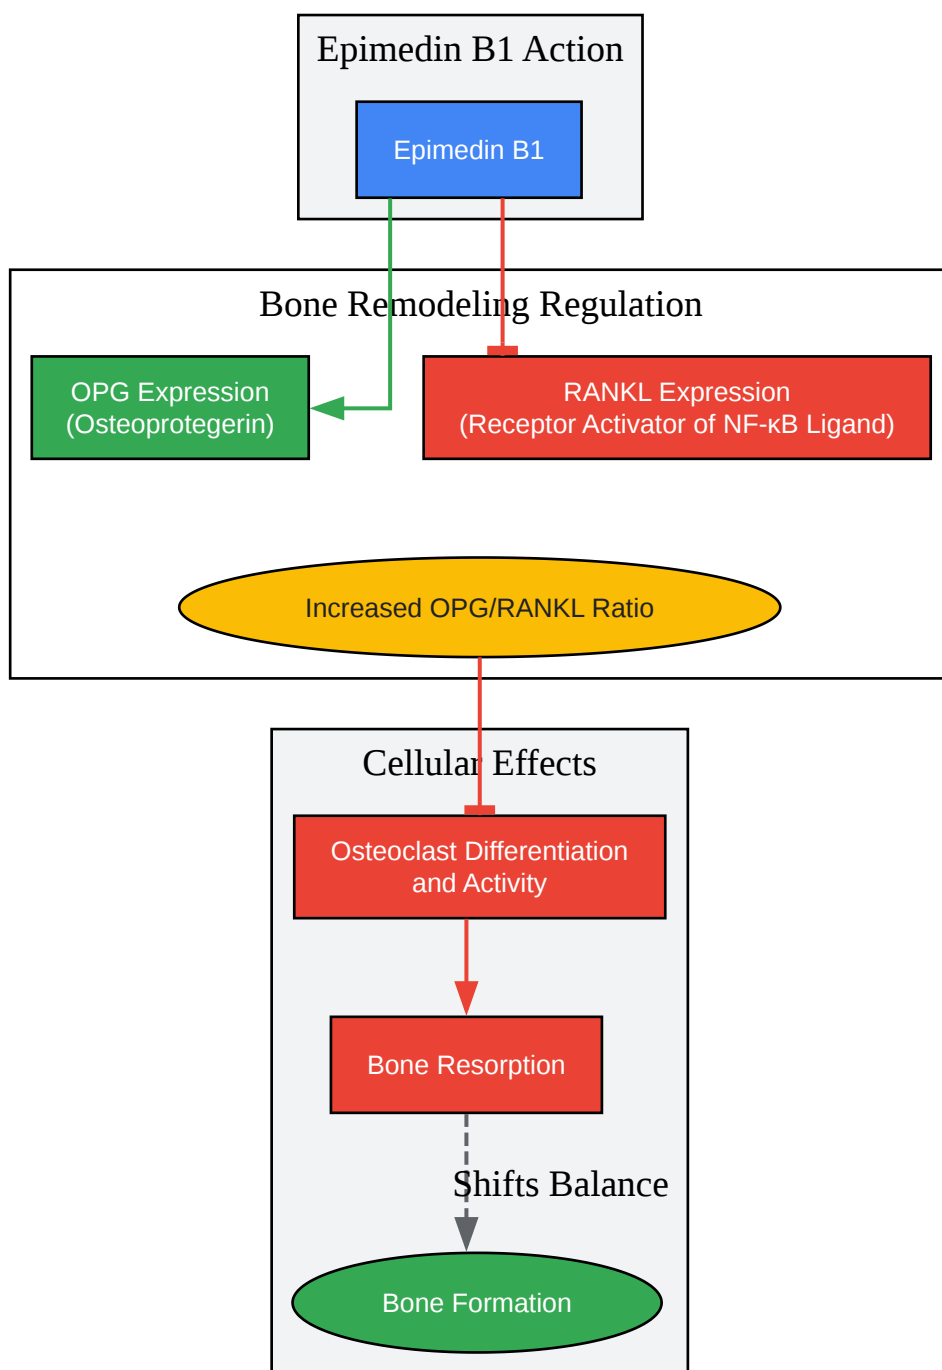 Epimedin B1 Action
Epimedin B1
Bone Remodeling Regulation
OPG Expression
(Osteoprotegerin)
RANKL Expression
(Receptor Activator of NF-κB Ligand)
Increased OPG/RANKL Ratio
Cellular Effects
Osteoclast Differentiation
and Activity
Bone Resorption
Shifts Balance
Bone Formation